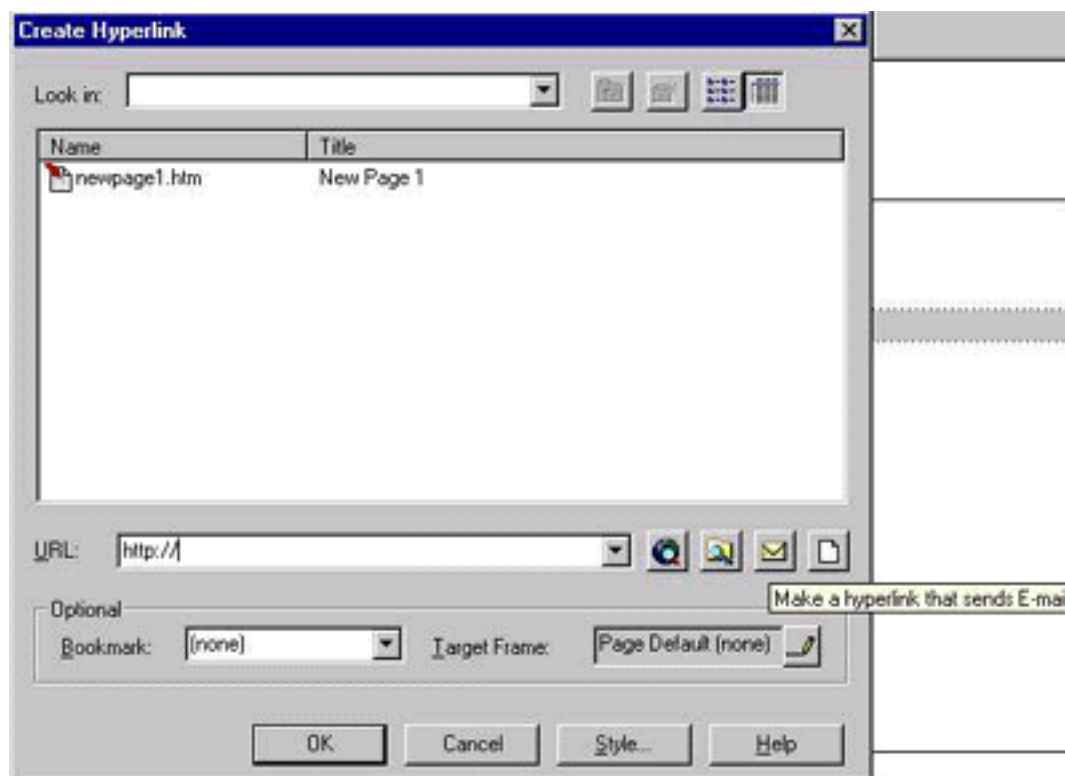 Create Hyperlink
Look in:
Name Title
newpage1.htm New Page 1
URL: http://
Make a hyperlink that sends E-mai
Optional
Bookmark: (none) Target Frame: Page Default (none)
OK Cancel Style... Help